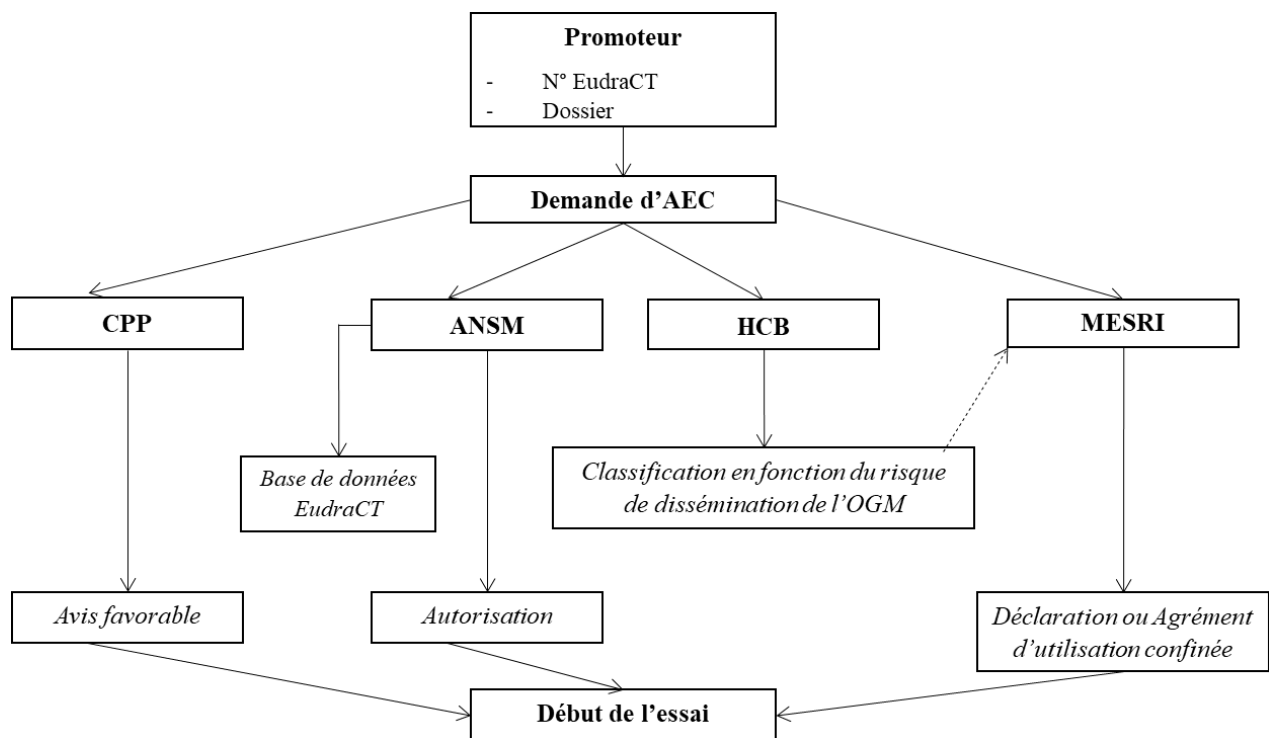 Promoteur
- N° EudraCT
- Dossier
Demande d’AEC
CPP
ANSM
HCB
MESRI
Base de données
EudraCT
Classification en fonction du risque
de dissémination de l’OGM
Avis favorable
Autorisation
Déclaration ou Agrément
d’utilisation confinée
Début de l’essai